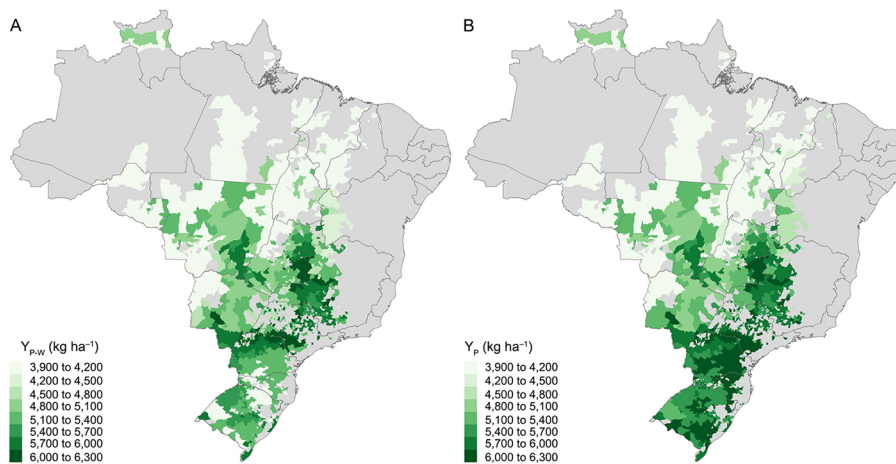 A
B
Y_P-W (kg ha⁻¹)
3,900 to 4,200
4,200 to 4,500
4,500 to 4,800
4,800 to 5,100
5,100 to 5,400
5,400 to 5,700
5,700 to 6,000
6,000 to 6,300
Y_P (kg ha⁻¹)
3,900 to 4,200
4,200 to 4,500
4,500 to 4,800
4,800 to 5,100
5,100 to 5,400
5,400 to 5,700
5,700 to 6,000
6,000 to 6,300